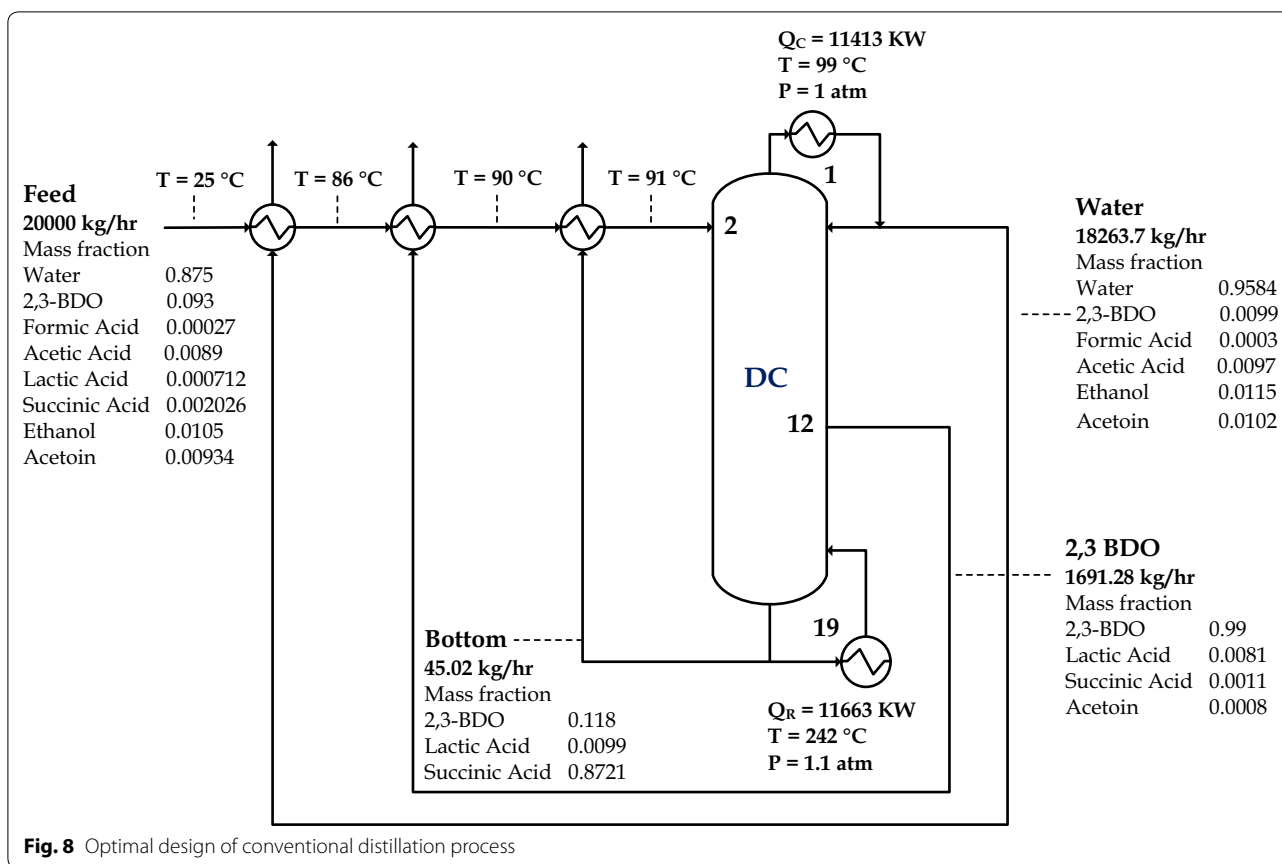 Q_C = 11413 KW
T = 99 °C
P = 1 atm
1
T = 25 °C
T = 86 °C
T = 90 °C
T = 91 °C
Feed
20000 kg/hr
Mass fraction
Water 0.875
2,3-BDO 0.093
Formic Acid 0.00027
Acetic Acid 0.0089
Lactic Acid 0.000712
Succinic Acid 0.002026
Ethanol 0.0105
Acetoin 0.00934
2
DC
12
19
Water
18263.7 kg/hr
Mass fraction
Water 0.9584
2,3-BDO 0.0099
Formic Acid 0.0003
Acetic Acid 0.0097
Ethanol 0.0115
Acetoin 0.0102
2,3 BDO
1691.28 kg/hr
Mass fraction
2,3-BDO 0.99
Lactic Acid 0.0081
Succinic Acid 0.0011
Acetoin 0.0008
Bottom
45.02 kg/hr
Mass fraction
2,3-BDO 0.118
Lactic Acid 0.0099
Succinic Acid 0.8721
Q_R = 11663 KW
T = 242 °C
P = 1.1 atm
Fig. 8 Optimal design of conventional distillation process